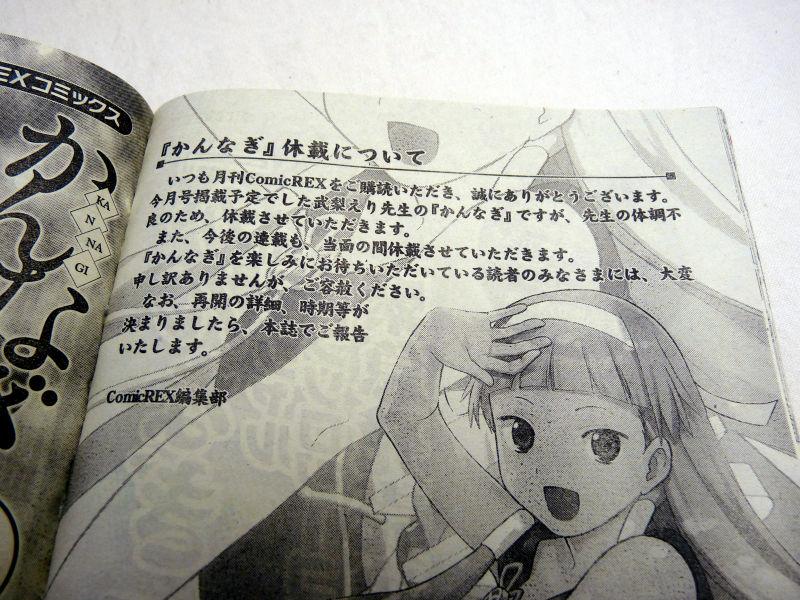 EXコミックス
かんなぎ
KA
N
NA
GI
『かんなぎ』休載について
いつも月刊ComicREXをご購読いただき、誠にありがとうございます。
今月号掲載予定でした武梨えり先生の『かんなぎ』ですが、先生の体調不
良のため、休載させていただきます。
また、今後の連載も、当面の間休載させていただきます。
『かんなぎ』を楽しみにお待ちいただいている読者のみなさまには、大変
申し訳ありませんが、ご容赦ください。
なお、再開の詳細、時期等が
決まりましたら、本誌でご報告
いたします。
ComicREX編集部